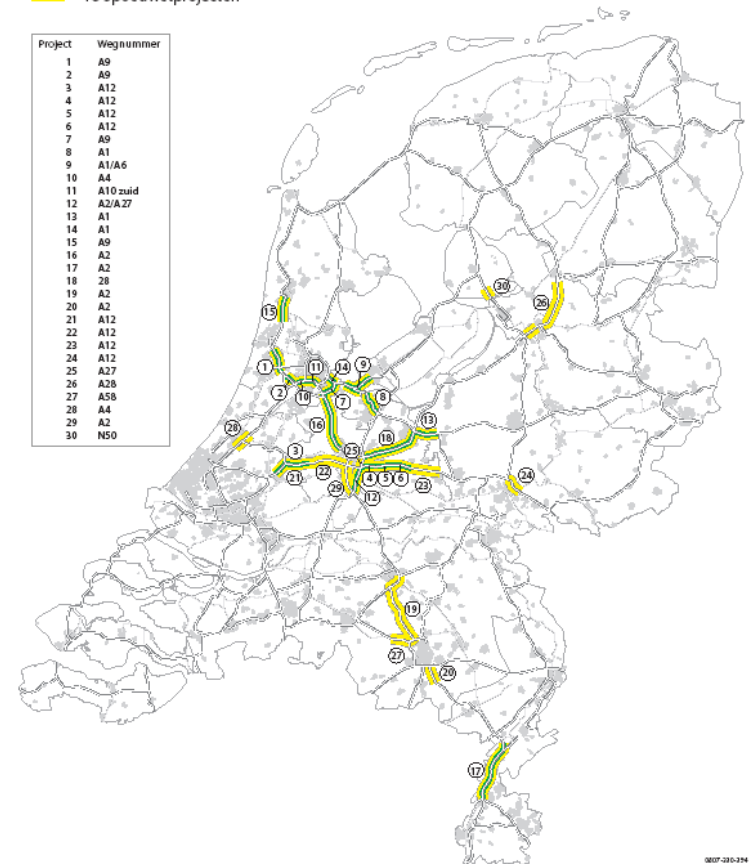 Project Wegnummer
1 A9
2 A9
3 A12
4 A12
5 A12
6 A12
7 A9
8 A1
9 A1/A6
10 A4
11 A10 zuid
12 A2/A27
13 A1
14 A1
15 A9
16 A2
17 A2
18 28
19 A2
20 A2
21 A12
22 A12
23 A12
24 A12
25 A27
26 A28
27 A58
28 A4
29 A2
30 N50
30
26
15
1
11
14
9
2
10
7
8
16
13
28
18
3
25
21
22
4
5
6
23
24
29
12
19
27
20
17